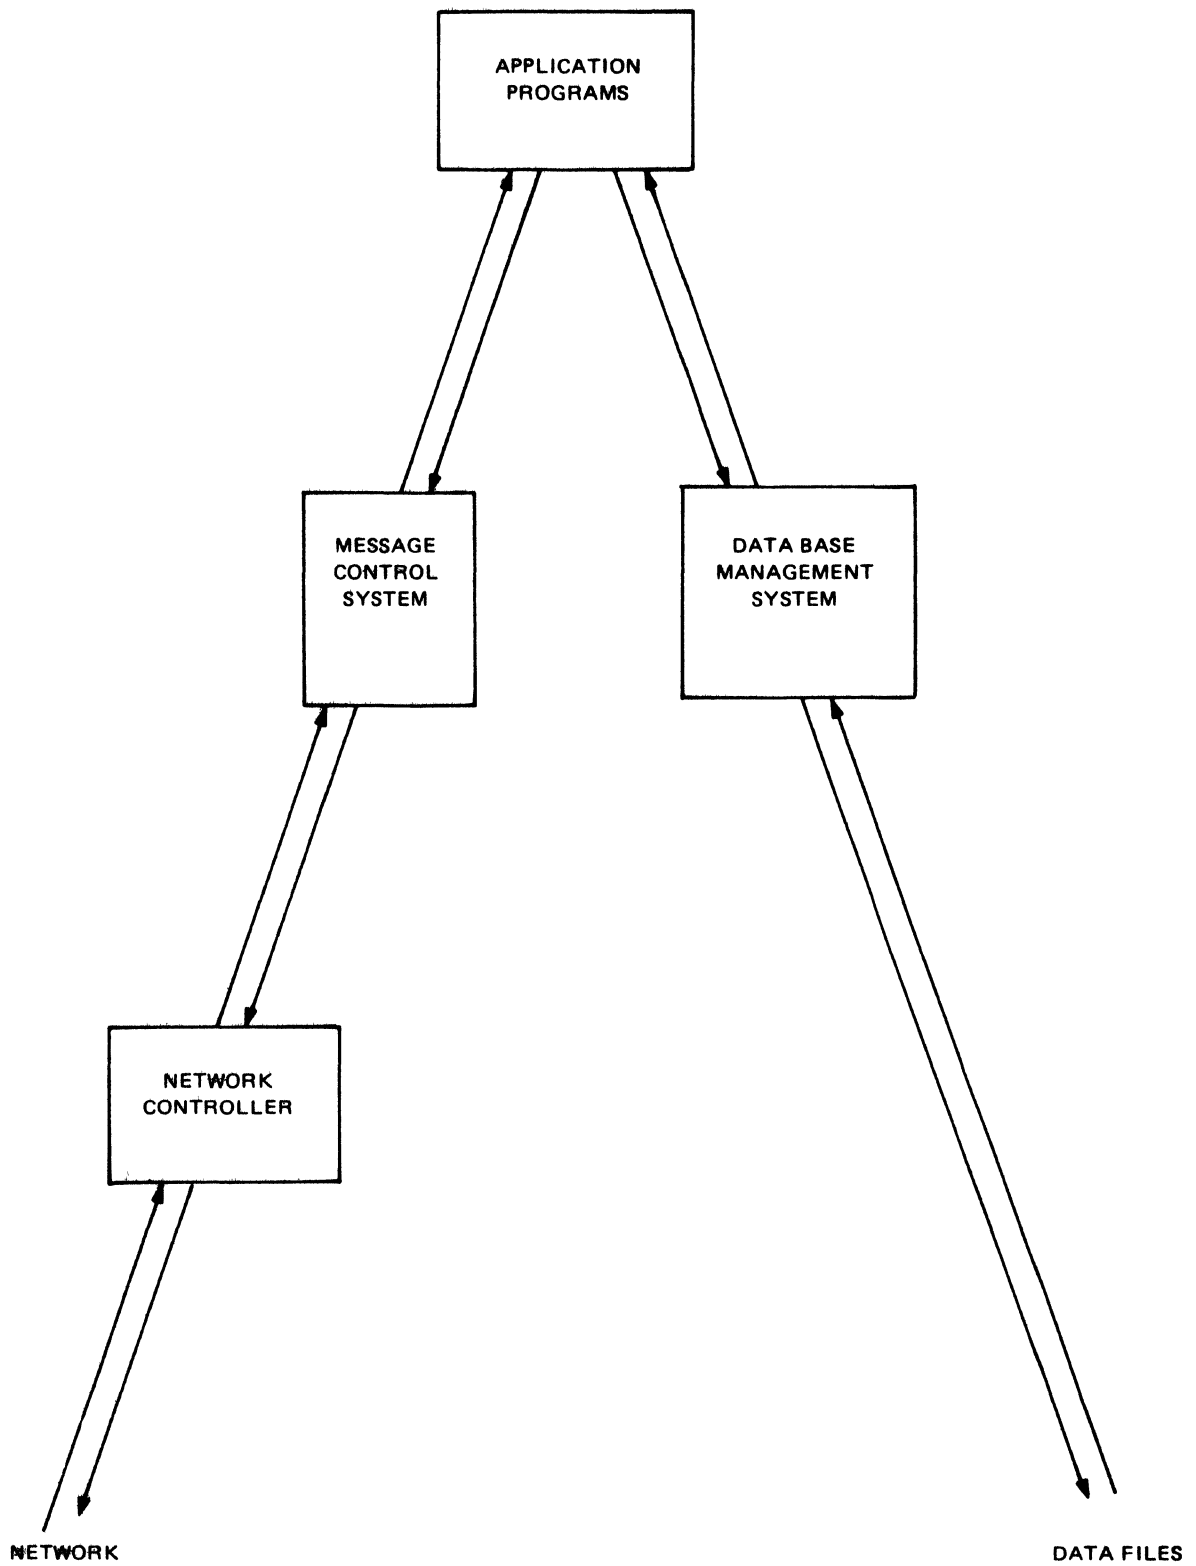 APPLICATION
PROGRAMS
MESSAGE
CONTROL
SYSTEM
DATA BASE
MANAGEMENT
SYSTEM
NETWORK
CONTROLLER
NETWORK
DATA FILES